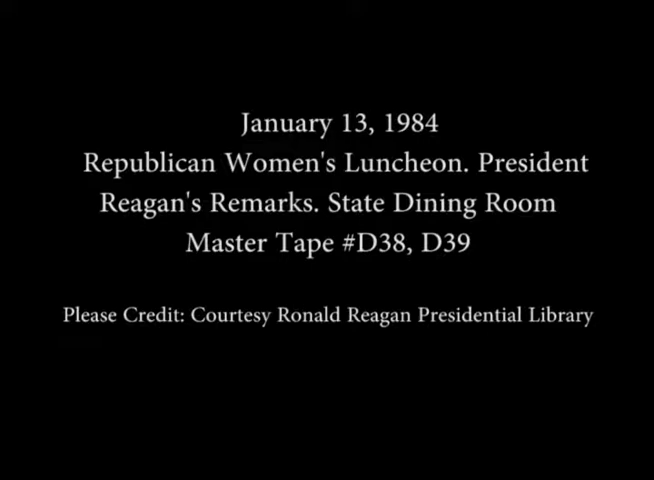 January 13, 1984
Republican Women's Luncheon. President
Reagan's Remarks. State Dining Room
Master Tape #D38, D39
Please Credit: Courtesy Ronald Reagan Presidential Library